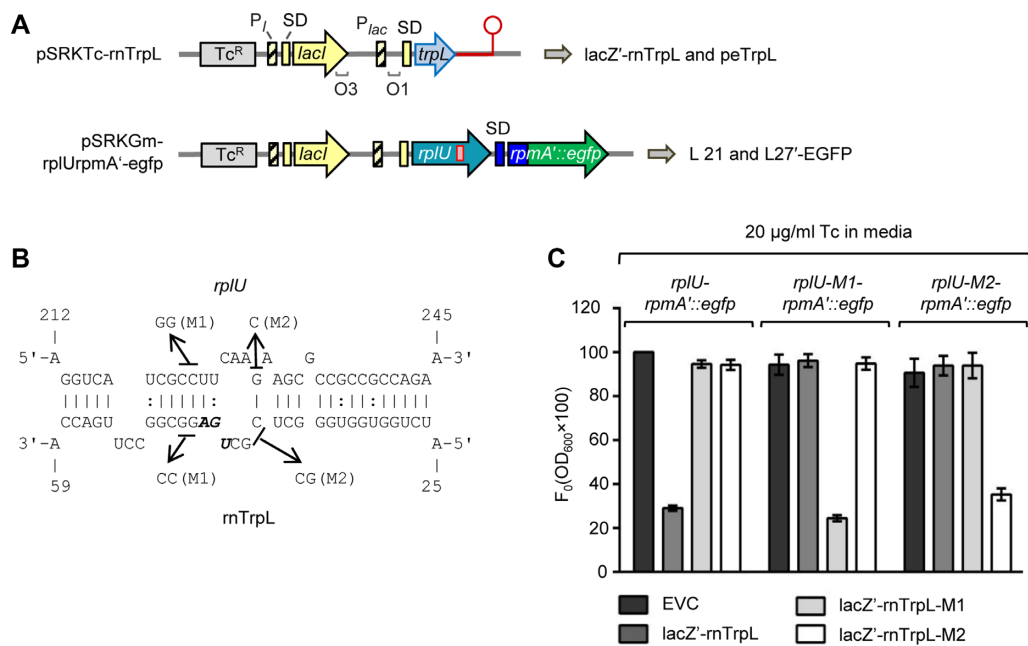 A
P_I
SD
P_lac
SD
pSRKTc-rnTrpL
Tc^R
lacI
trpL
lacZ'-rnTrpL and peTrpL
O3
O1
pSRKGm-
rplUrpmA‘-egfp
SD
Tc^R
lacI
rplU
rpmA'::egfp
L 21 and L27'-EGFP
B
rplU
212
245
GG(M1)
C(M2)
5'-A
CAA A G
A-3'
GGUCA UCGCCUU G AGC CCGCCGCCAGA
||||| :|||||: | ||| |||:||:||||
CCAGU GGCGGAG C UCG GGUGGUGGUCU
3'-A
UCC UCG
A-5'
59
CC(M1)
CG(M2)
25
rnTrpL
C
20 µg/ml Tc in media
rplU-
rpmA'::egfp
rplU-M1-
rpmA'::egfp
rplU-M2-
rpmA'::egfp
F₀(OD₆₀₀×100)
120
100
80
60
40
20
0
EVC
lacZ’-rnTrpL
lacZ’-rnTrpL-M1
lacZ’-rnTrpL-M2